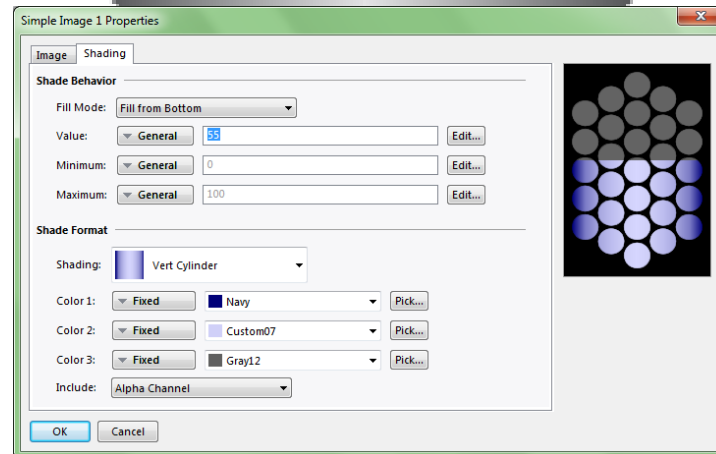 Simple Image 1 Properties
Image Shading
Shade Behavior
Fill Mode: Fill from Bottom
Value: General 55 Edit...
Minimum: General 0 Edit...
Maximum: General 100 Edit...
Shade Format
Shading: Vert Cylinder
Color 1: Fixed Navy Pick...
Color 2: Fixed Custom07 Pick...
Color 3: Fixed Gray12 Pick...
Include: Alpha Channel
OK Cancel